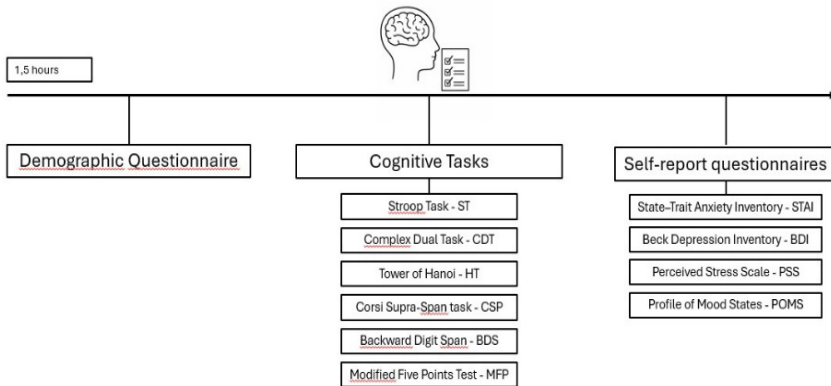 1,5 hours
Demographic Questionnaire
Cognitive Tasks
Stroop Task - ST
Complex Dual Task - CDT
Tower of Hanoi - HT
Corsi Supra-Span task - CSP
Backward Digit Span - BDS
Modified Five Points Test - MFP
Self-report questionnaires
State–Trait Anxiety Inventory - STAI
Beck Depression Inventory - BDI
Perceived Stress Scale - PSS
Profile of Mood States - POMS